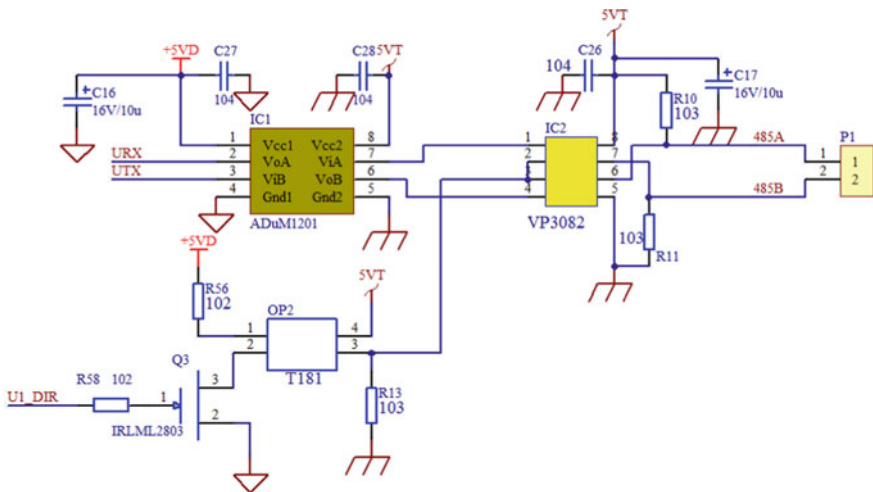 5VT
+5VD
C27
C28
5VT
C26
C16
16V/10u
104
104
104
C17
16V/10u
R10
103
IC1
IC2
P1
URX
UTX
1
2
3
4
Vcc1
VoA
ViB
Gnd1
Vcc2
ViA
VoB
Gnd2
8
7
6
5
1
2
3
4
8
7
6
5
485A
485B
1
2
1
2
ADuM1201
VP3082
103
R11
+5VD
5VT
R56
102
OP2
1
2
4
3
T181
Q3
R58 102
U1_DIR
1
3
2
IRLML2803
R13
103